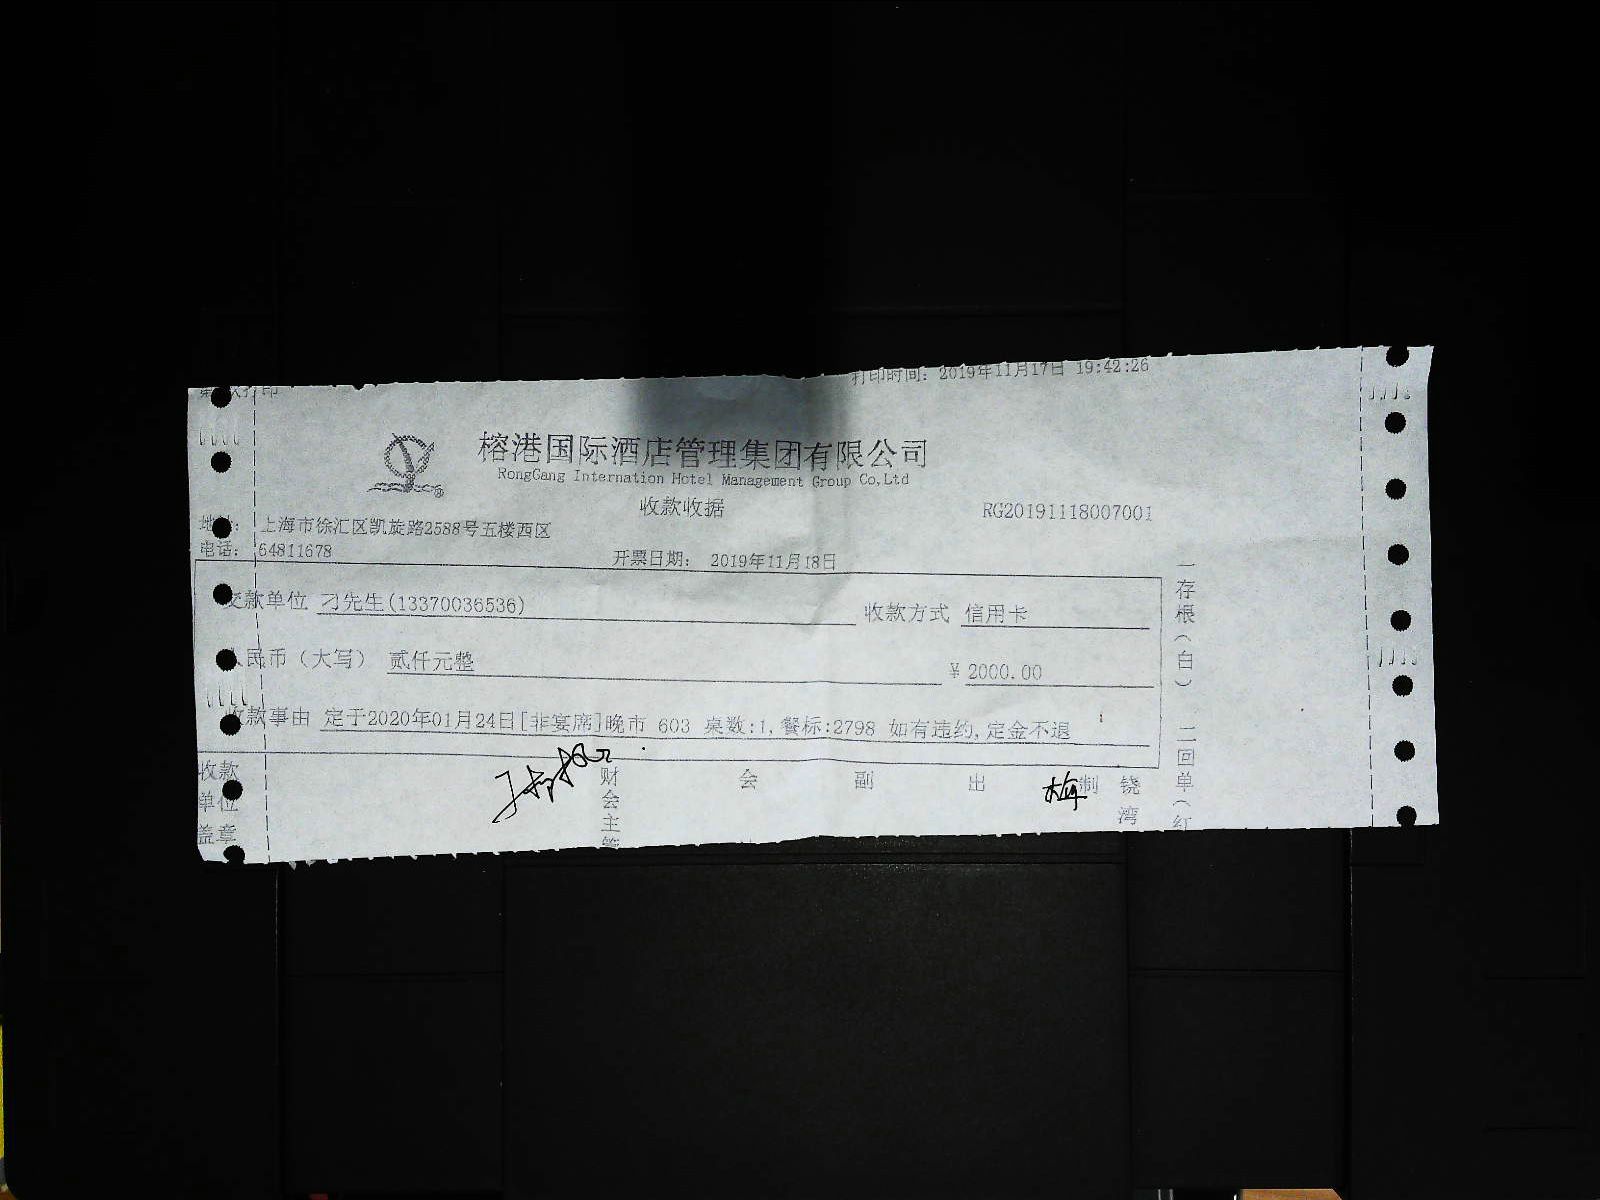 打印时间: 2019年11月17日 19:42:26
榕港国际酒店管理集团有限公司
RongGang Internation Hotel Management Group Co,Ltd
收款收据
RG20191118007001
地址: 上海市徐汇区凯旋路2588号五楼西区
电话: 64811678
开票日期: 2019年11月18日
交款单位 刁先生(13370036536)
收款方式 信用卡
人民币（大写） 贰仟元整
¥ 2000.00
收款事由 定于2020年01月24日[非宴席]晚市 603 桌数:1,餐标:2798 如有违约,定金不退
收款单位盖章
财会主管
会
副
出
制
饶湾
一存根（白） 二回单（红